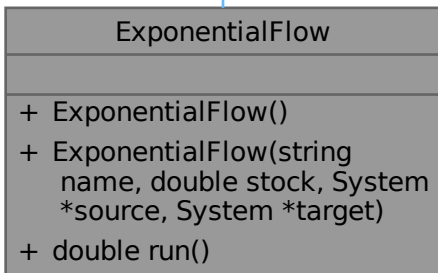 ExponentialFlow
+ ExponentialFlow()
+ ExponentialFlow(string
name, double stock, System
*source, System *target)
+ double run()